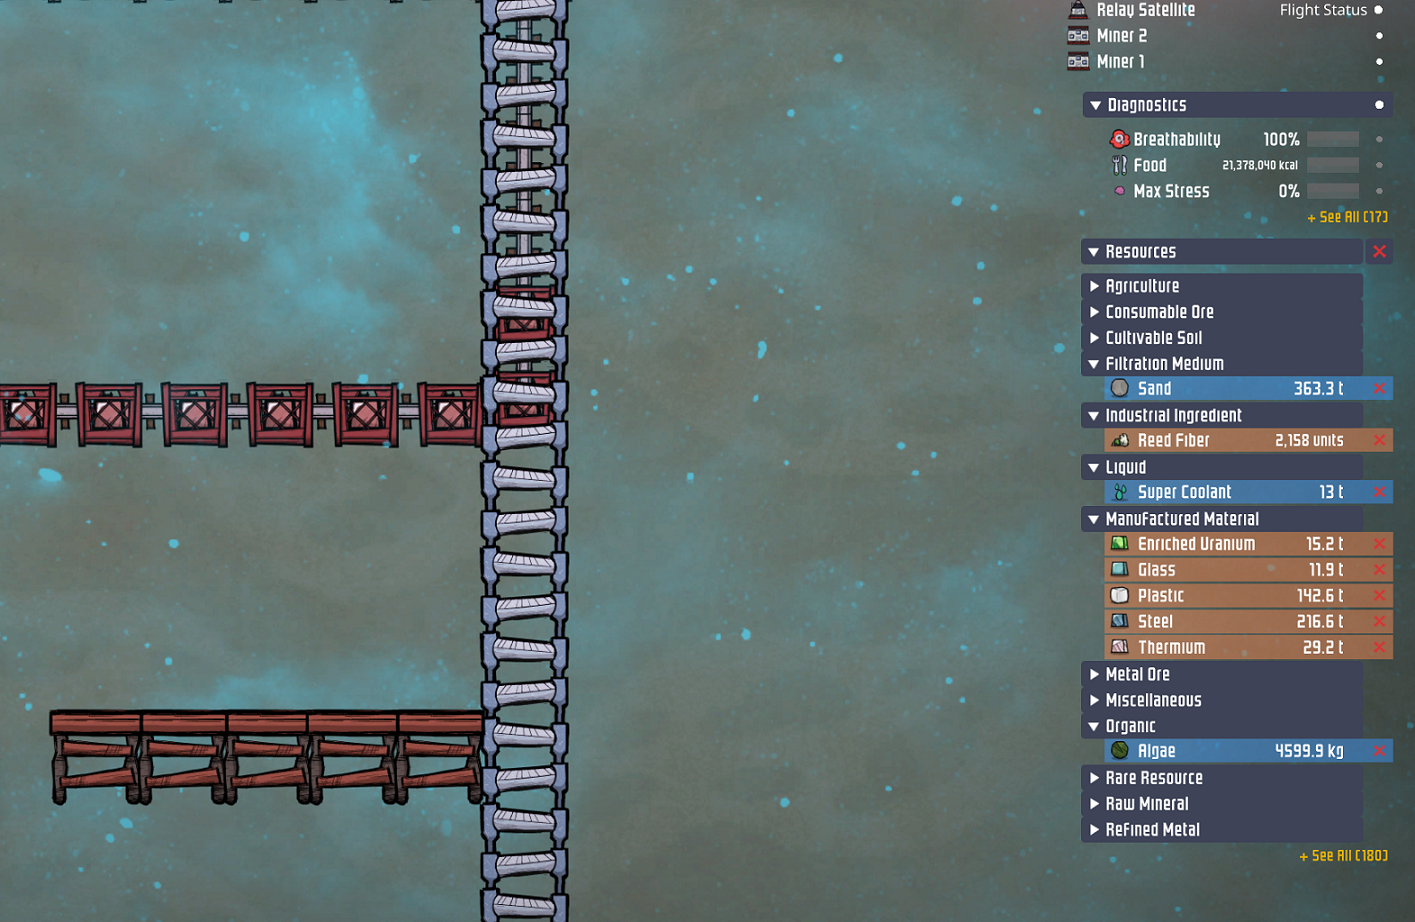 Relay Satellite Flight Status
Miner 2
Miner 1
Diagnostics
Breathability 100%
Food 21,378,040 kcal
Max Stress 0%
+ See All (17)
Resources
Agriculture
Consumable Ore
Cultivable Soil
Filtration Medium
Sand 363.3 t
Industrial Ingredient
Reed Fiber 2,158 units
Liquid
Super Coolant 13 t
Manufactured Material
Enriched Uranium 15.2 t
Glass 11.9 t
Plastic 142.6 t
Steel 216.6 t
Thermium 29.2 t
Metal Ore
Miscellaneous
Organic
Algae 4599.9 kg
Rare Resource
Raw Mineral
Refined Metal
+ See All (180)